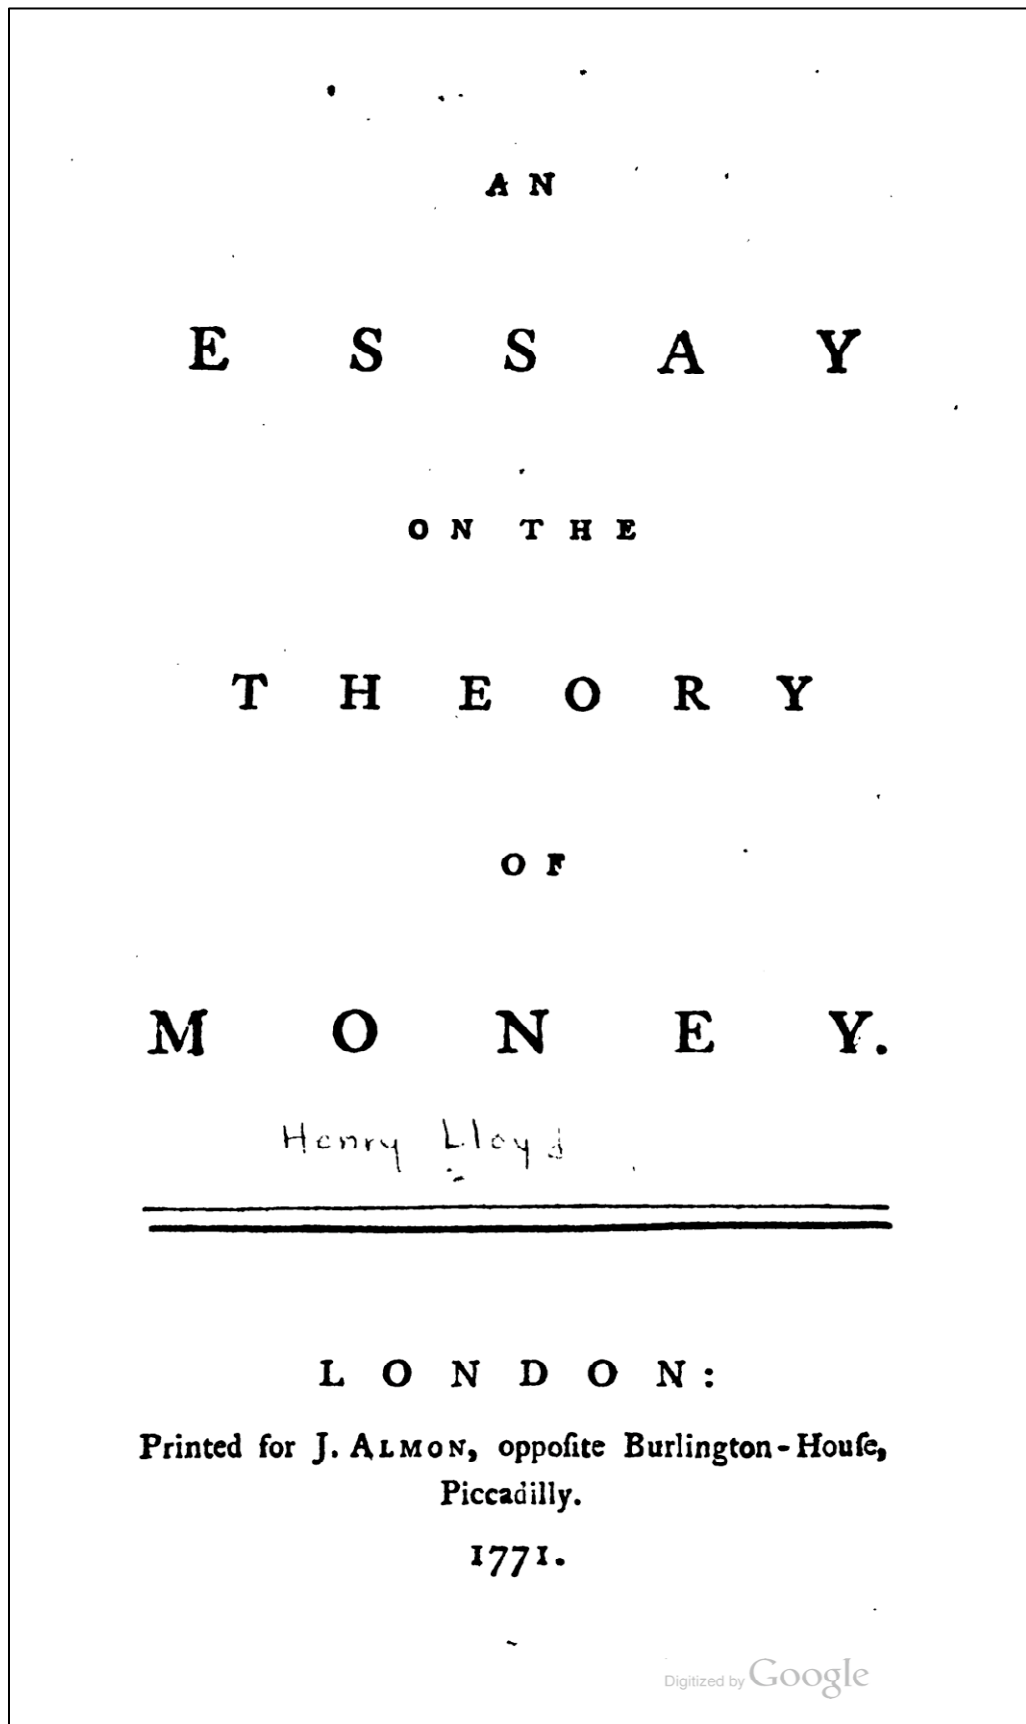 AN
ESSAY
ON THE
THEORY
OF
MONEY.
Henry Lloyd
LONDON:
Printed for J. ALMON, oppoſite Burlington-Houſe,
Piccadilly.
1771.
Digitized by Google